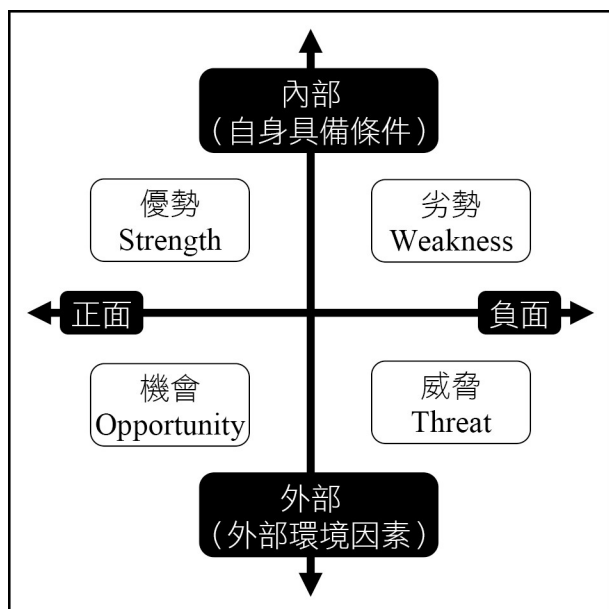 內部
（自身具備條件）
優勢
Strength
劣勢
Weakness
正面
負面
機會
Opportunity
威脅
Threat
外部
（外部環境因素）